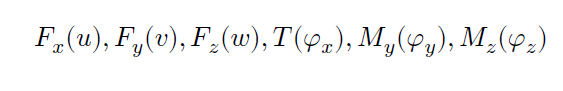 F_x(u), F_y(v), F_z(w), T(φ_x), M_y(φ_y), M_z(φ_z)